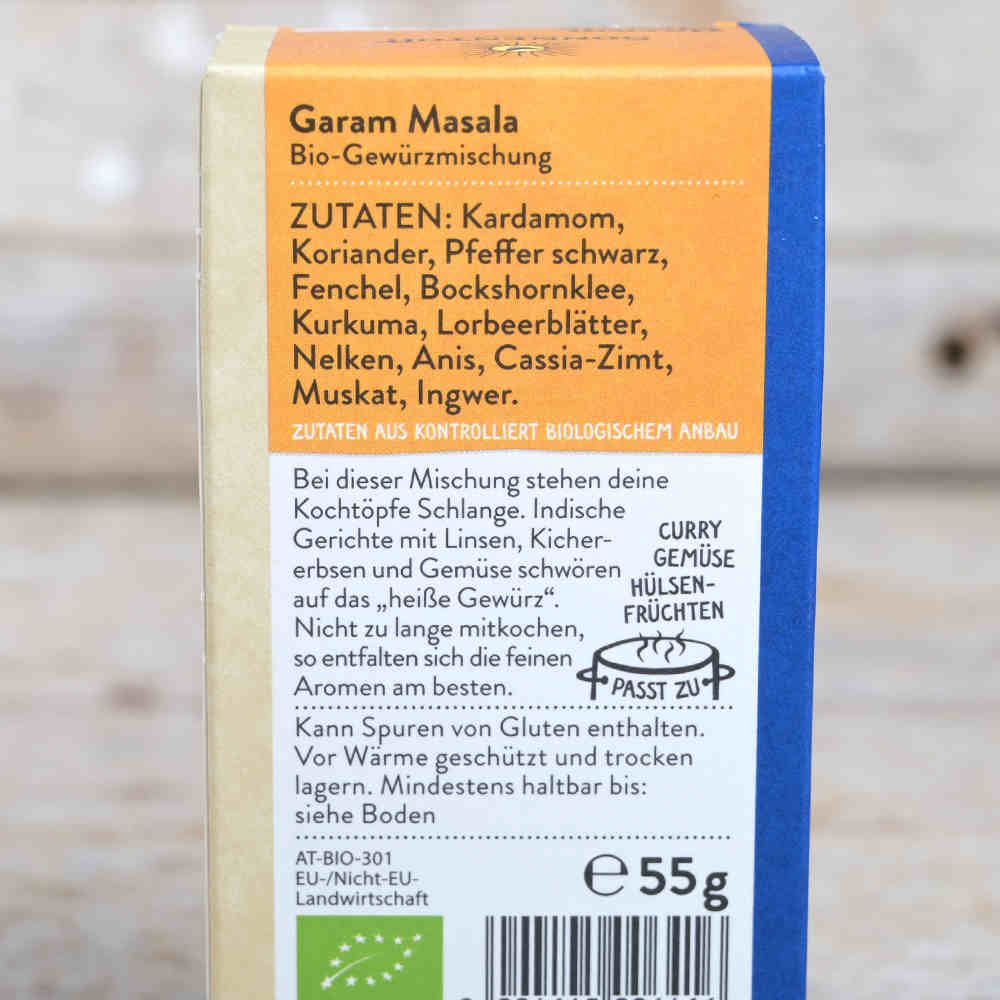 Garam Masala
Bio-Gewürzmischung
ZUTATEN: Kardamom,
Koriander, Pfeffer schwarz,
Fenchel, Bockshornklee,
Kurkuma, Lorbeerblätter,
Nelken, Anis, Cassia-Zimt,
Muskat, Ingwer.
ZUTATEN AUS KONTROLLIERT BIOLOGISCHEM ANBAU
Bei dieser Mischung stehen deine
Kochtöpfe Schlange. Indische
Gerichte mit Linsen, Kicher-
erbsen und Gemüse schwören
auf das „heiße Gewürz“.
Nicht zu lange mitkochen,
so entfalten sich die feinen
Aromen am besten.
CURRY
GEMÜSE
HÜLSEN-
FRÜCHTEN
PASST ZU
Kann Spuren von Gluten enthalten.
Vor Wärme geschützt und trocken
lagern. Mindestens haltbar bis:
siehe Boden
AT-BIO-301
EU-/Nicht-EU-
Landwirtschaft
℮ 55g